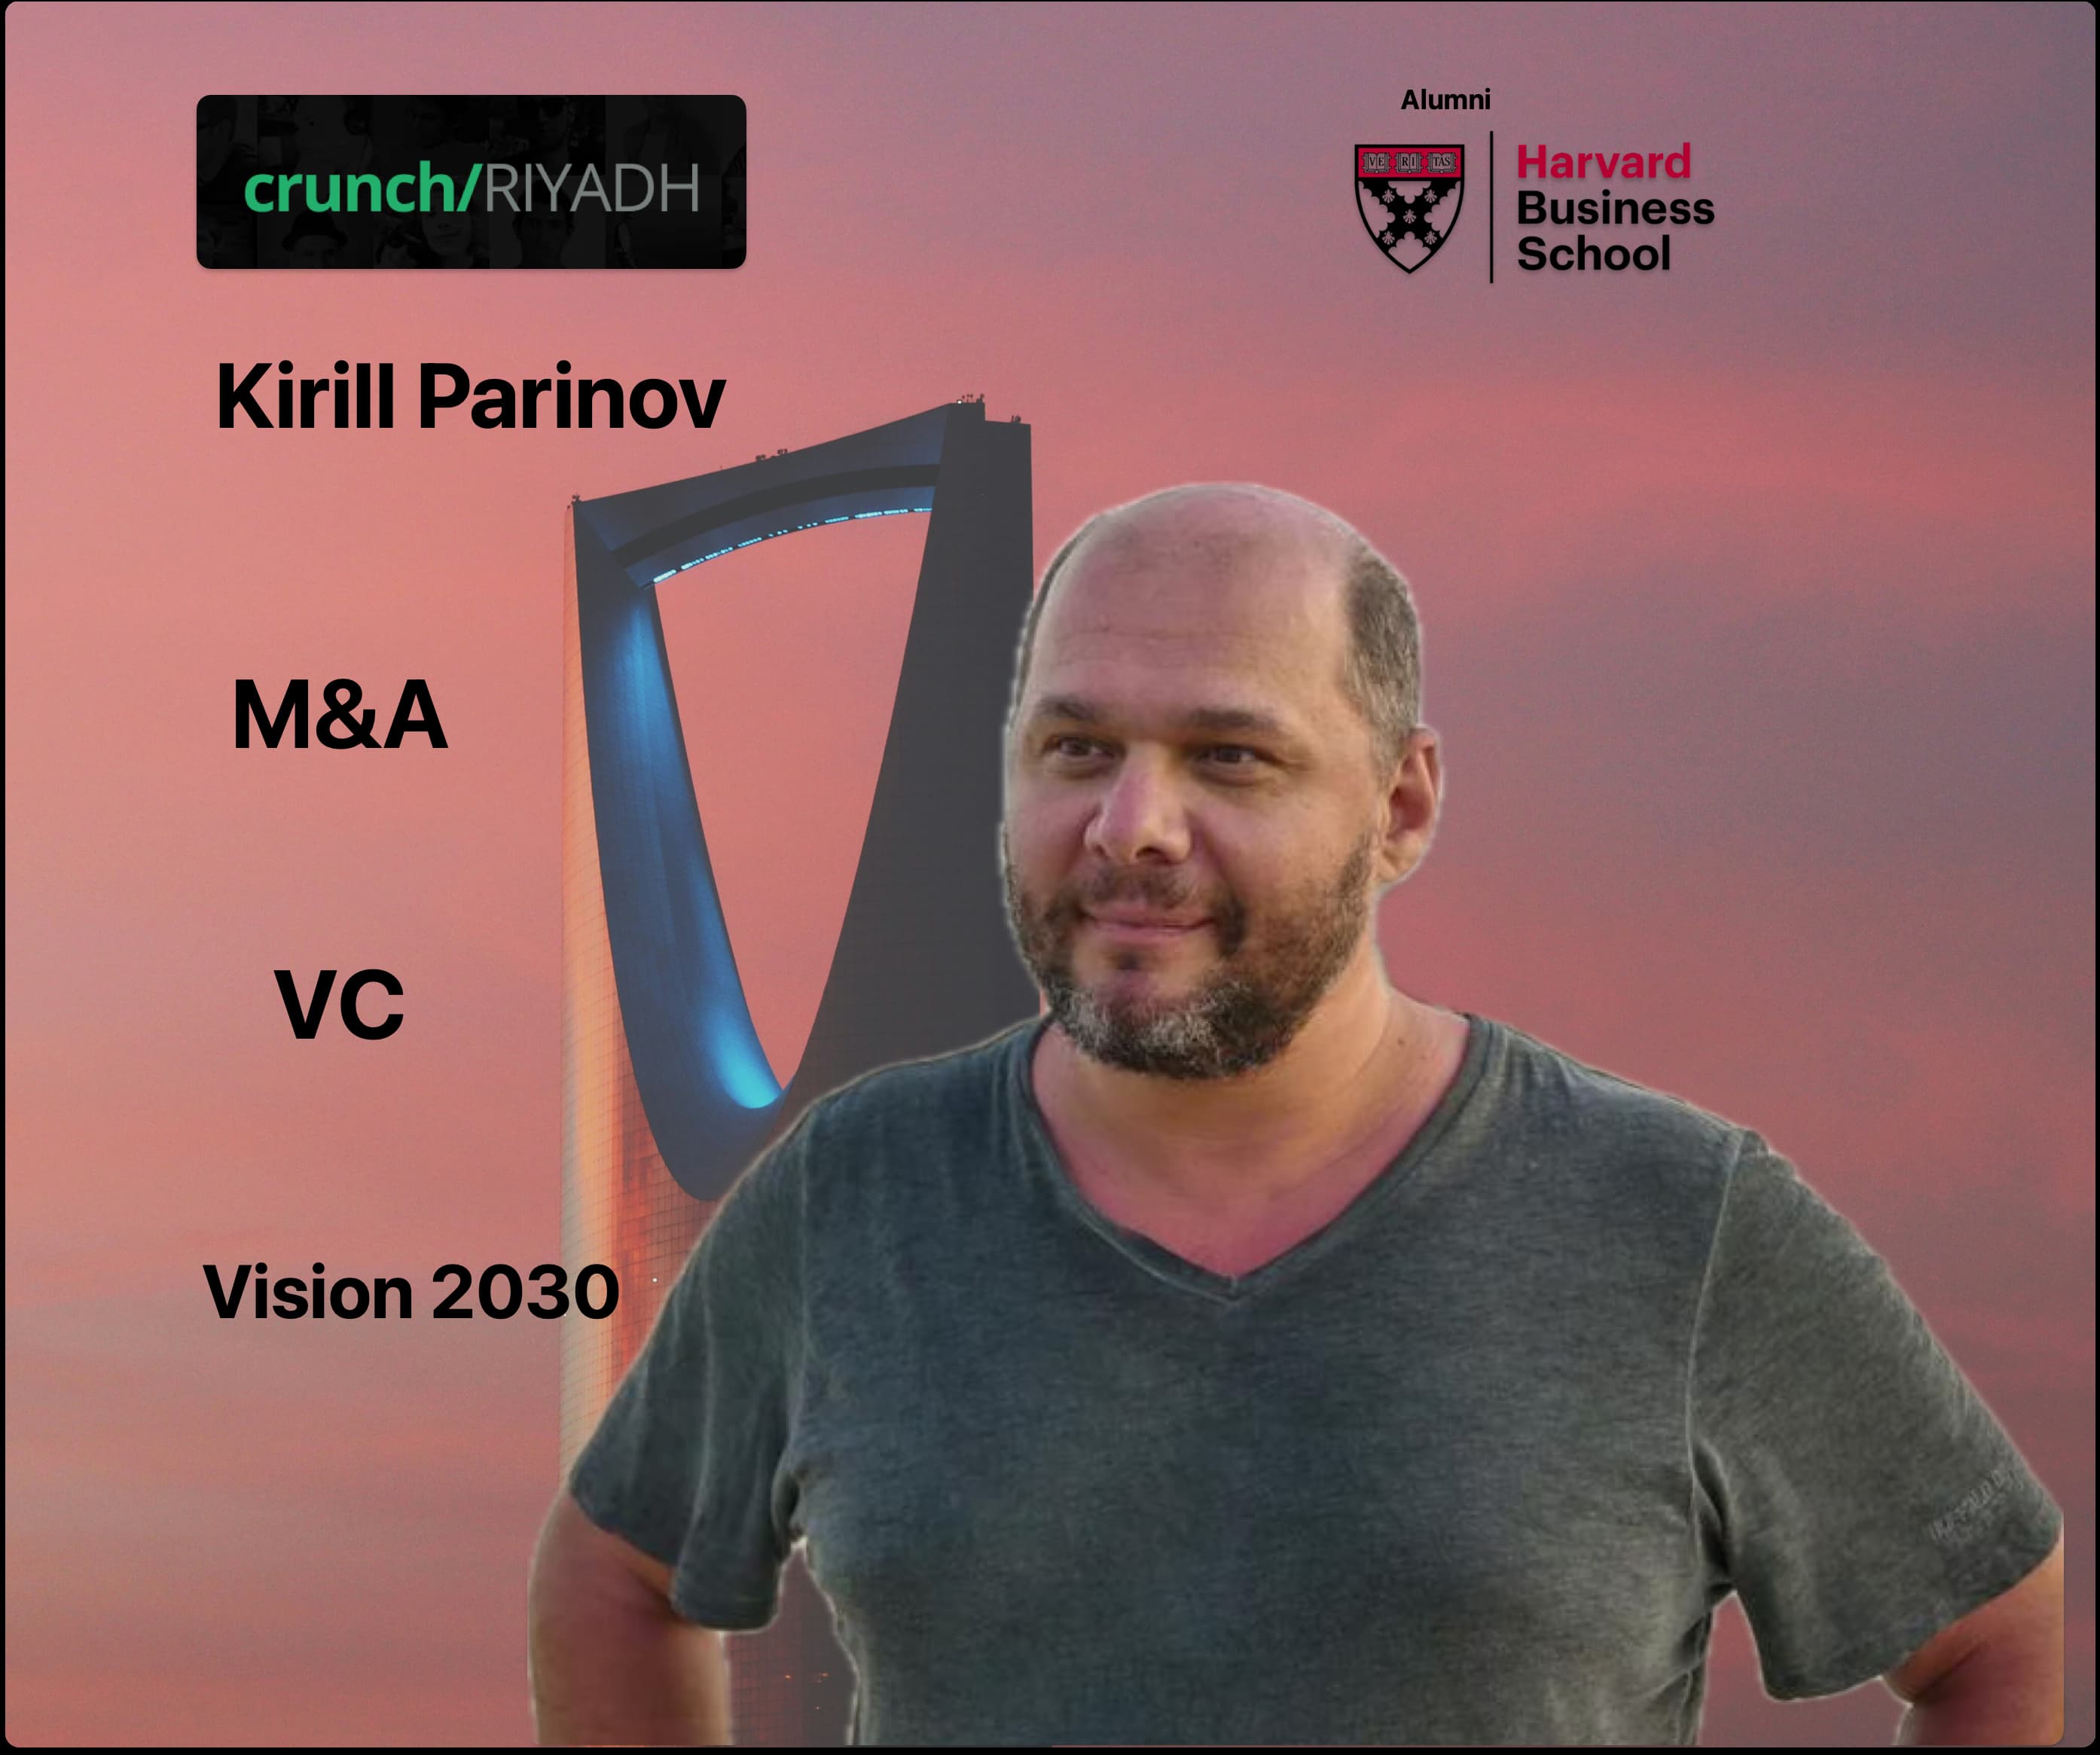 Alumni
crunch/RIYADH
VE RI TAS
Harvard
Business
School
Kirill Parinov
M&A
VC
Vision 2030